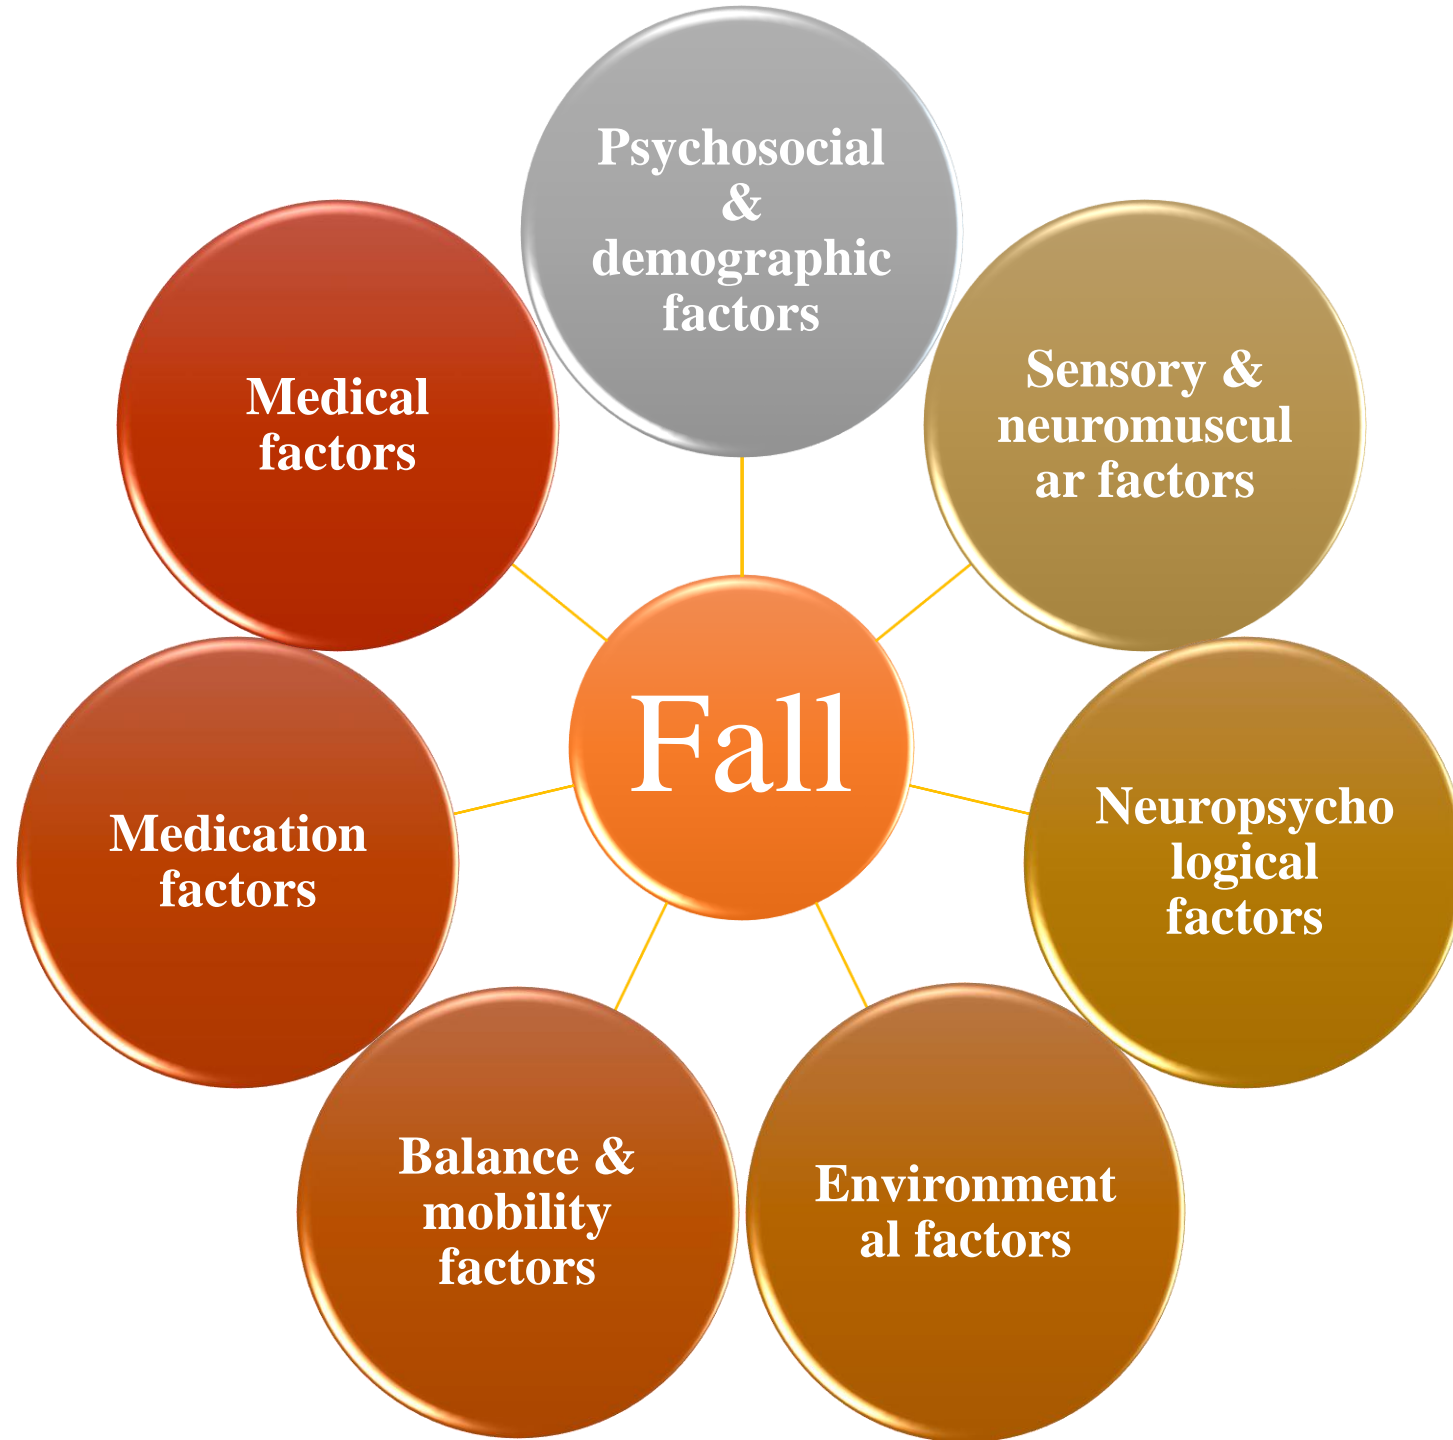 Psychosocial
&
demographic
factors
Sensory &
neuromuscul
ar factors
Neuropsycho
logical
factors
Environment
al factors
Balance &
mobility
factors
Medication
factors
Medical
factors
Fall